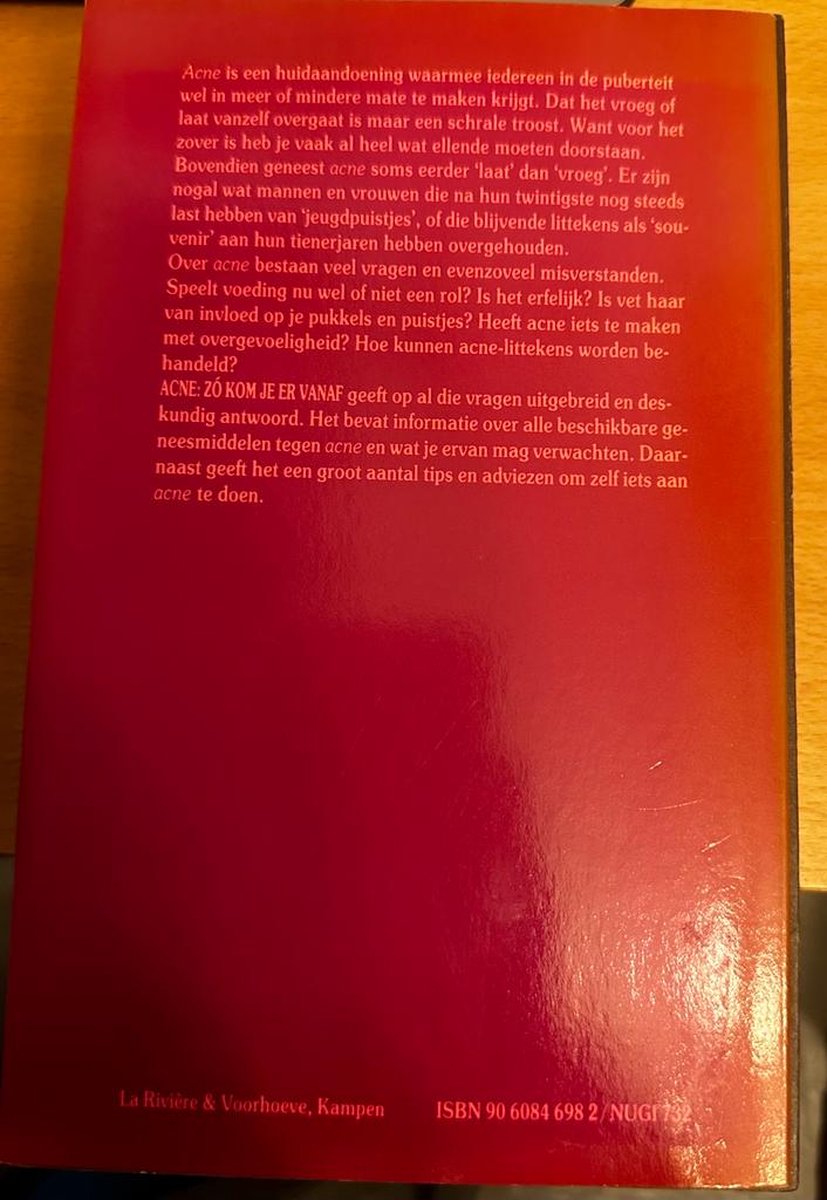 Acne is een huidaandoening waarmee iedereen in de puberteit
wel in meer of mindere mate te maken krijgt. Dat het vroeg of
laat vanzelf overgaat is maar een schrale troost. Want voor het
zover is heb je vaak al heel wat ellende moeten doorstaan.
Bovendien geneest acne soms eerder ‘laat’ dan ‘vroeg’. Er zijn
nogal wat mannen en vrouwen die na hun twintigste nog steeds
last hebben van ‘jeugdpuistjes’, of die blijvende littekens als ‘sou-
venir’ aan hun tienerjaren hebben overgehouden.
Over acne bestaan veel vragen en evenzoveel misverstanden.
Speelt voeding nu wel of niet een rol? Is het erfelijk? Is vet haar
van invloed op je pukkels en puistjes? Heeft acne iets te maken
met overgevoeligheid? Hoe kunnen acne-littekens worden be-
handeld?
ACNE: ZÓ KOM JE ER VANAF geeft op al die vragen uitgebreid en des-
kundig antwoord. Het bevat informatie over alle beschikbare ge-
neesmiddelen tegen acne en wat je ervan mag verwachten. Daar-
naast geeft het een groot aantal tips en adviezen om zelf iets aan
acne te doen.
La Rivière & Voorhoeve, Kampen
ISBN 90 6084 698 2/NUGI 732